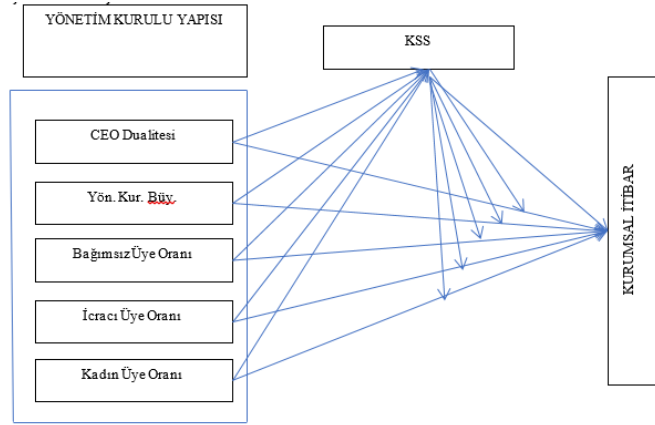 YÖNETİM KURULU YAPISI
KSS
CEO Dualitesi
Yön. Kur. Büy.
Bağımsız Üye Oranı
İcracı Üye Oranı
Kadın Üye Oranı
KURUMSAL İTİBAR